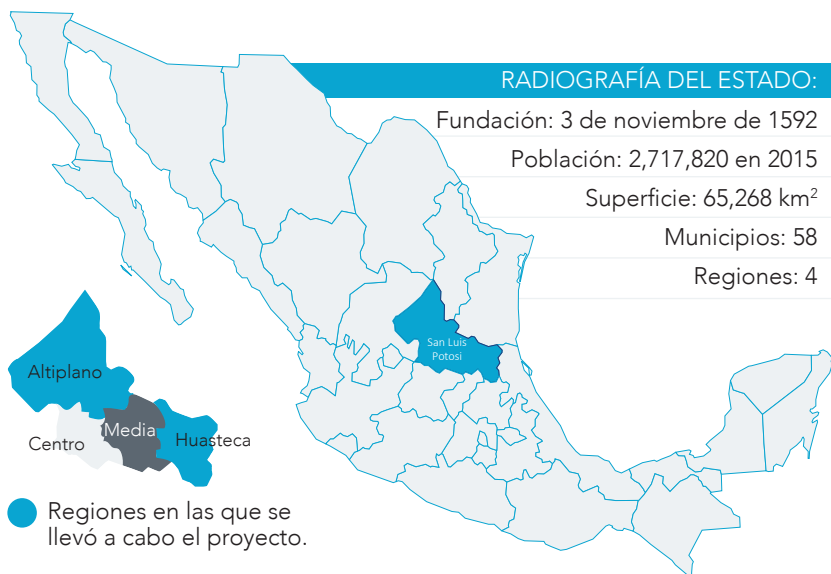 RADIOGRAFÍA DEL ESTADO:
Fundación: 3 de noviembre de 1592
Población: 2,717,820 en 2015
Superficie: 65,268 km²
Municipios: 58
Regiones: 4
San Luis
Potosi
Altiplano
Media
Centro
Huasteca
Regiones en las que se
llevó a cabo el proyecto.